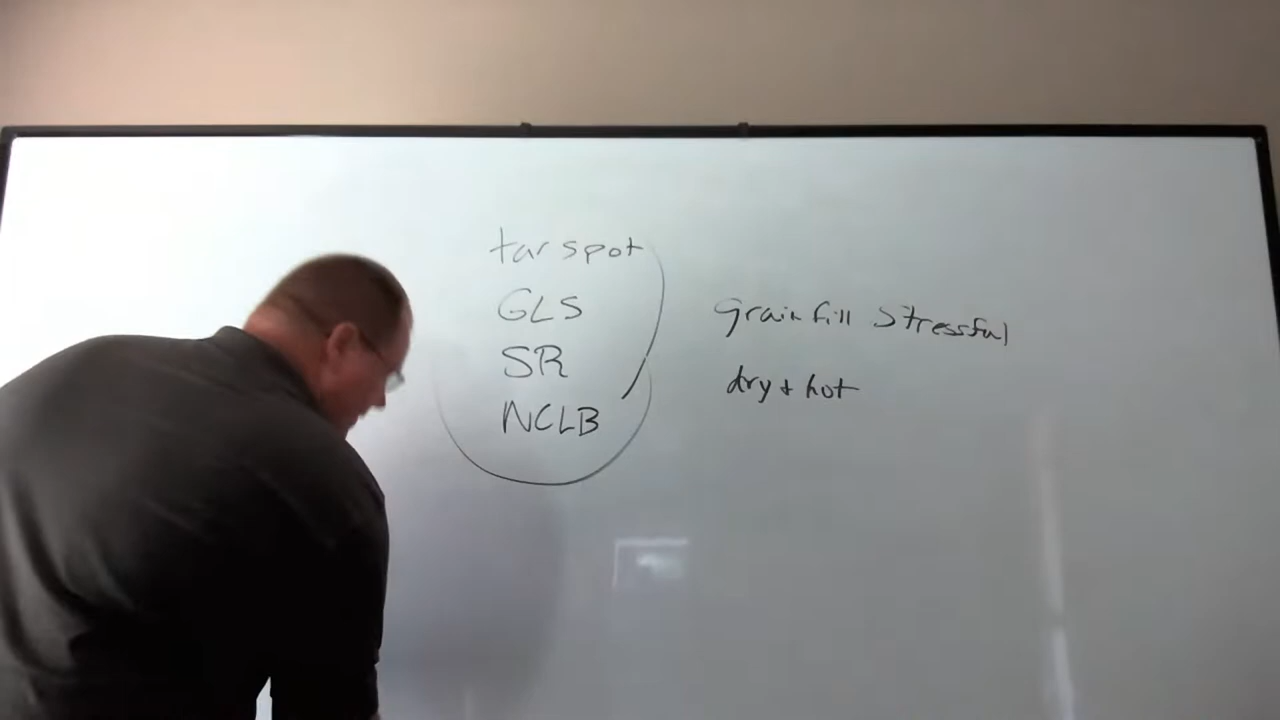 tar spot
GLS
SR
NCLB
Grain fill stressful
dry + hot